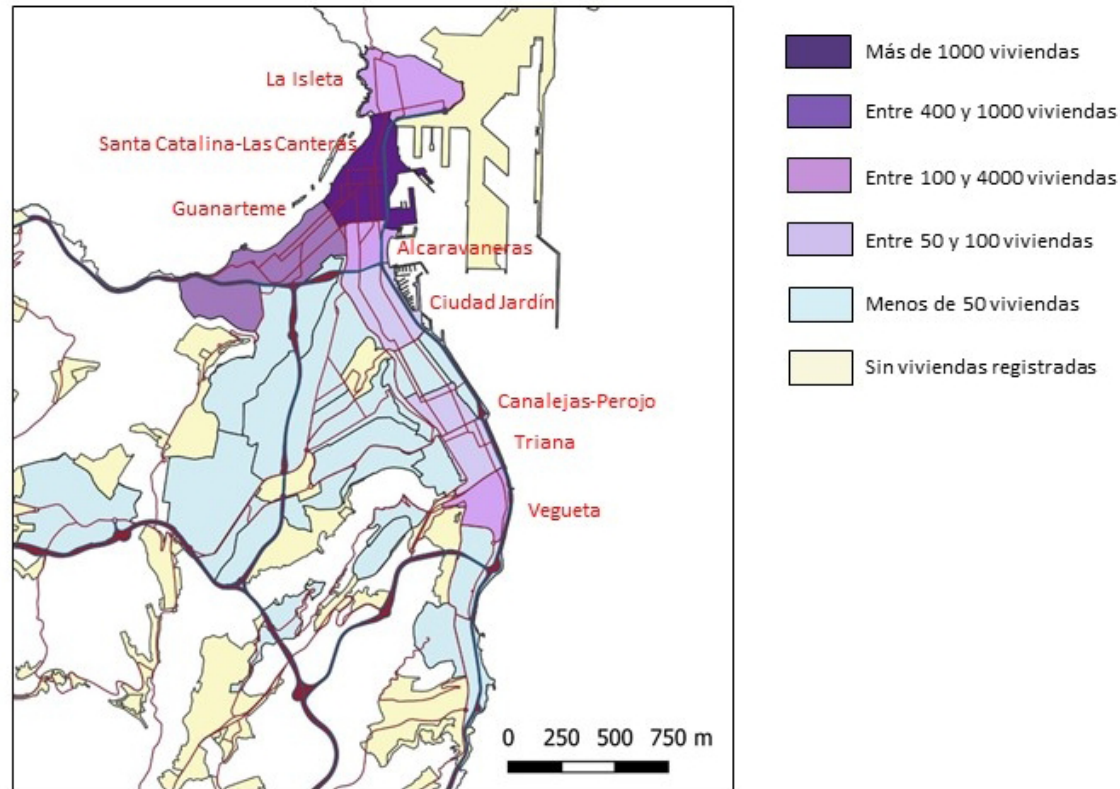 La Isleta
Santa Catalina-Las Canteras
Guanarteme
Alcaravaneras
Ciudad Jardín
Canalejas-Perojo
Triana
Vegueta
0 250 500 750 m
Más de 1000 viviendas
Entre 400 y 1000 viviendas
Entre 100 y 4000 viviendas
Entre 50 y 100 viviendas
Menos de 50 viviendas
Sin viviendas registradas